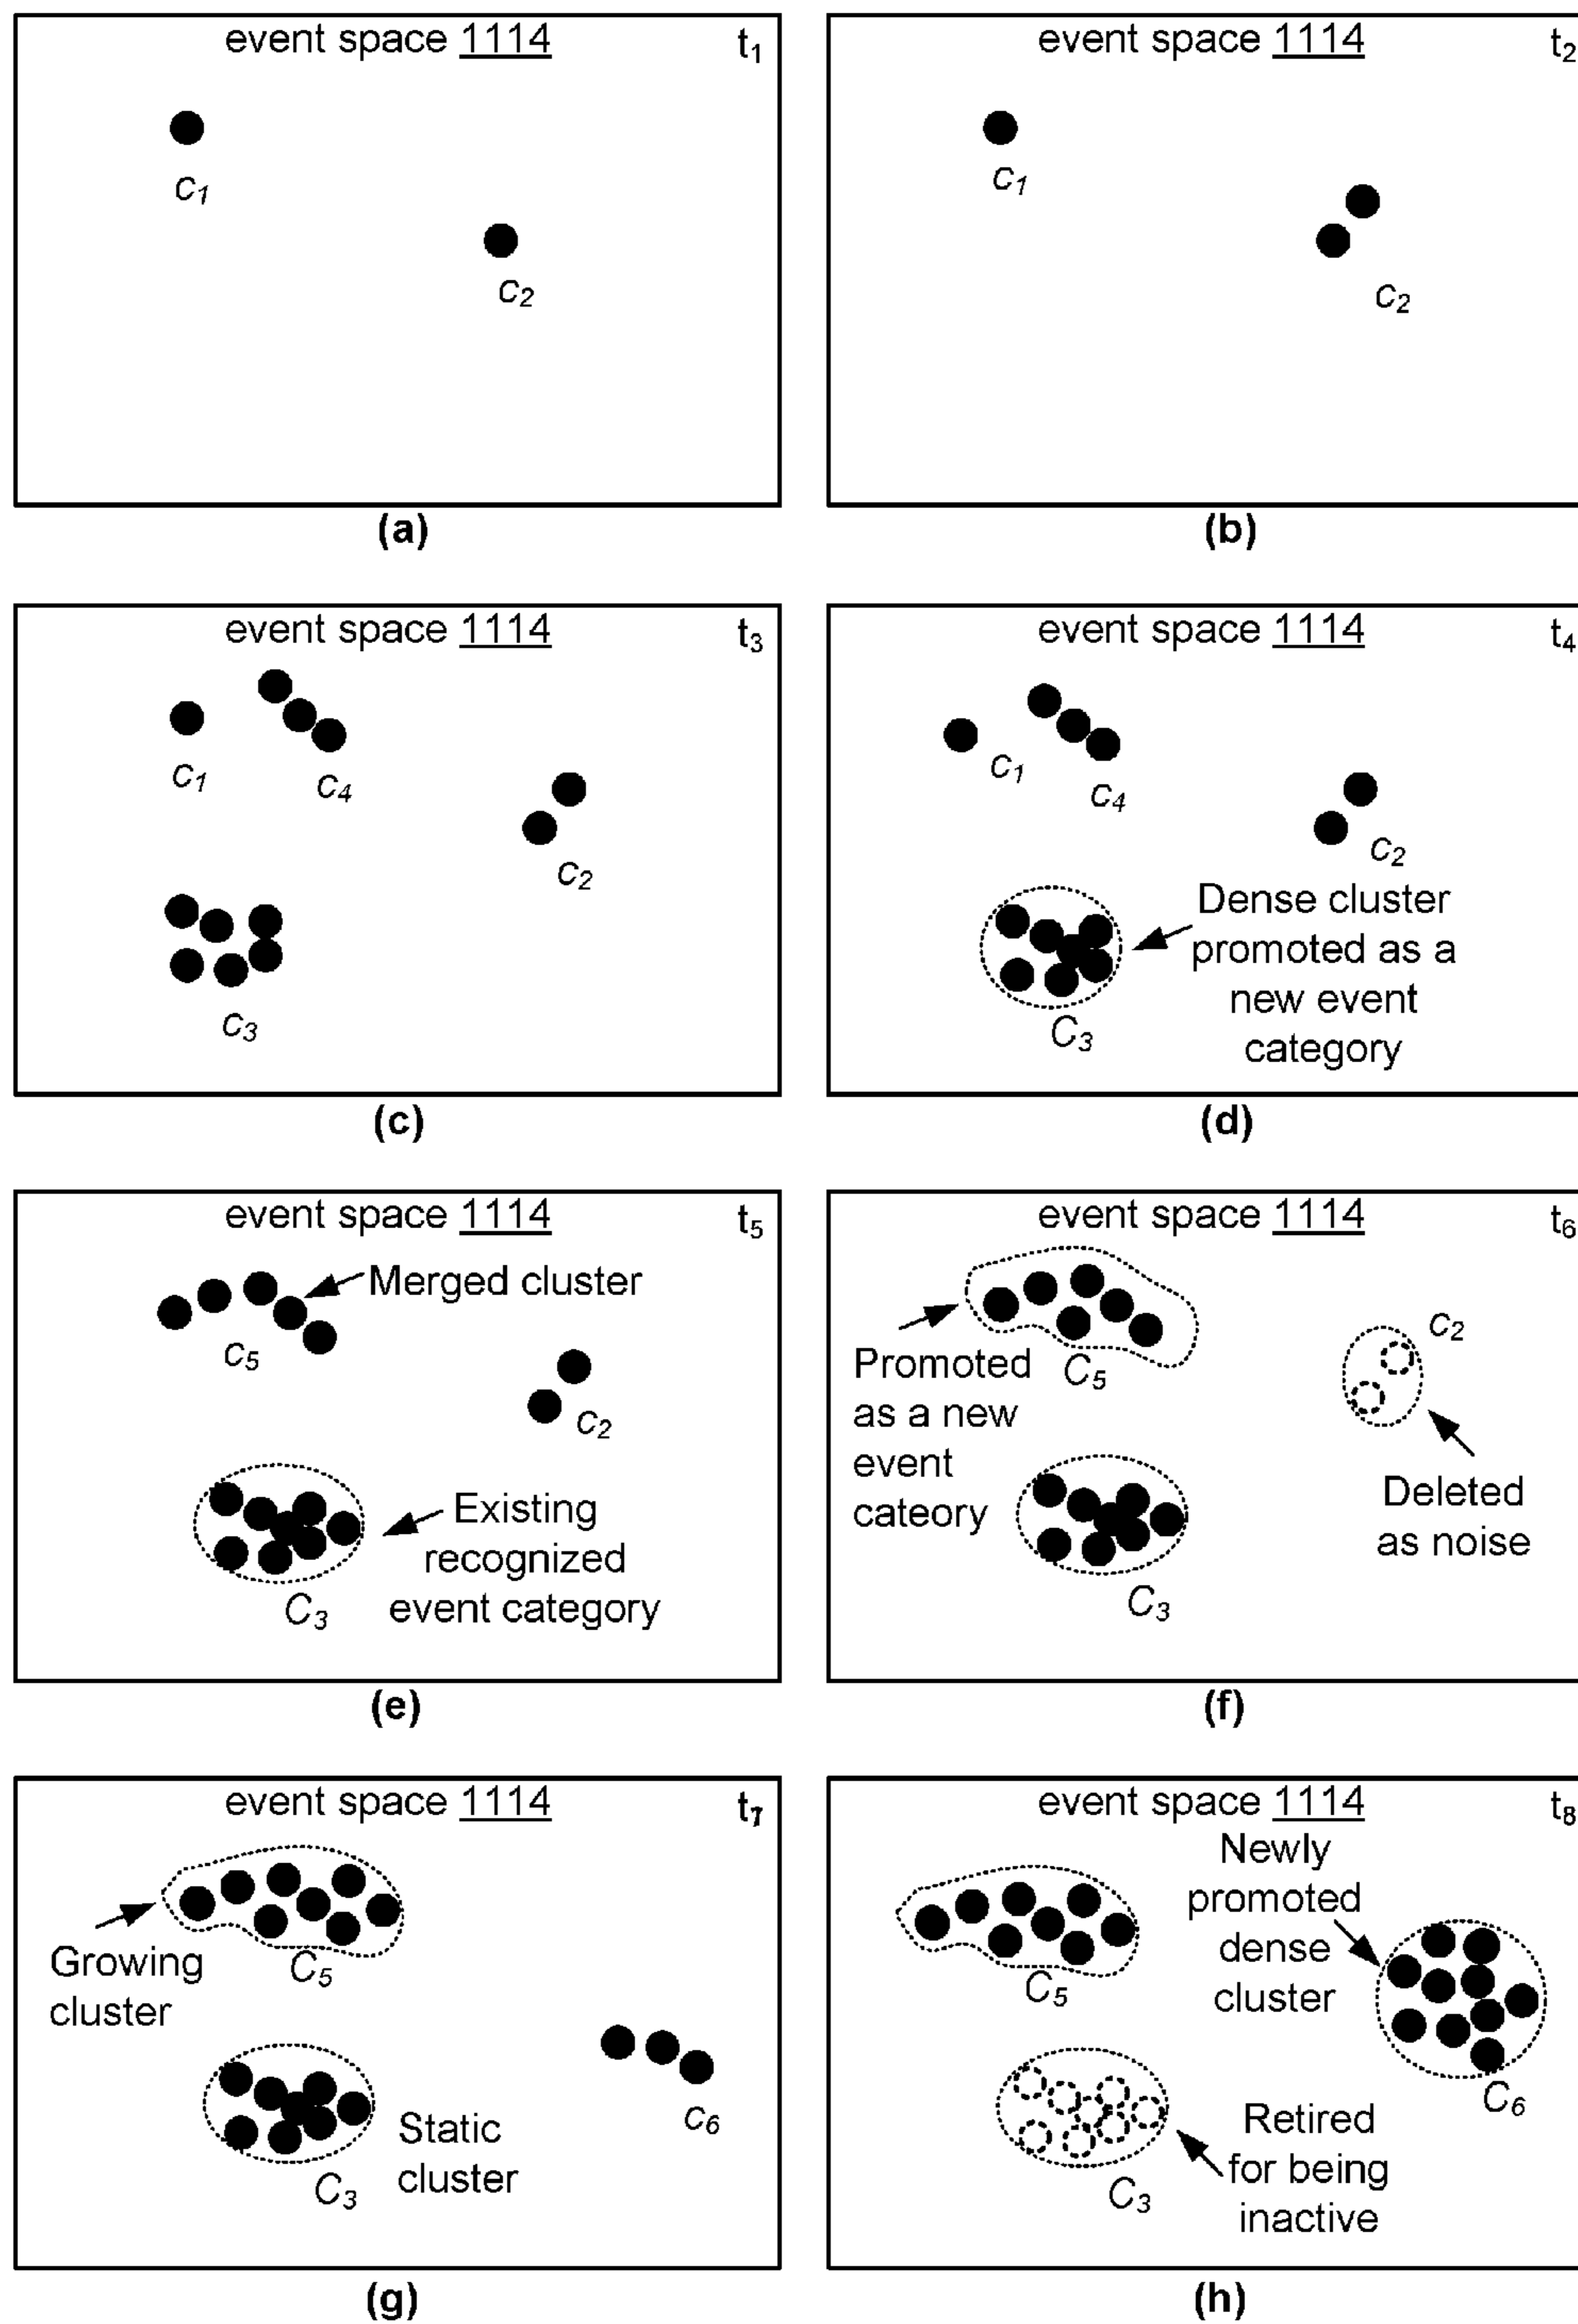 event space 1114 t1
c1
c2
(a)
event space 1114 t2
c1
c2
(b)
event space 1114 t3
c1
c4
c2
c3
(c)
event space 1114 t4
c1
c4
c2
Dense cluster
promoted as a
new event
category
C3
(d)
event space 1114 t5
Merged cluster
c5
c2
Existing
recognized
event category
C3
(e)
event space 1114 t6
c2
Promoted
as a new
event
cateory
C5
Deleted
as noise
C3
(f)
event space 1114 t7
Growing
cluster
C5
c6
Static
cluster
C3
(g)
event space 1114 t8
Newly
promoted
dense
cluster
C5
C6
Retired
for being
inactive
C3
(h)